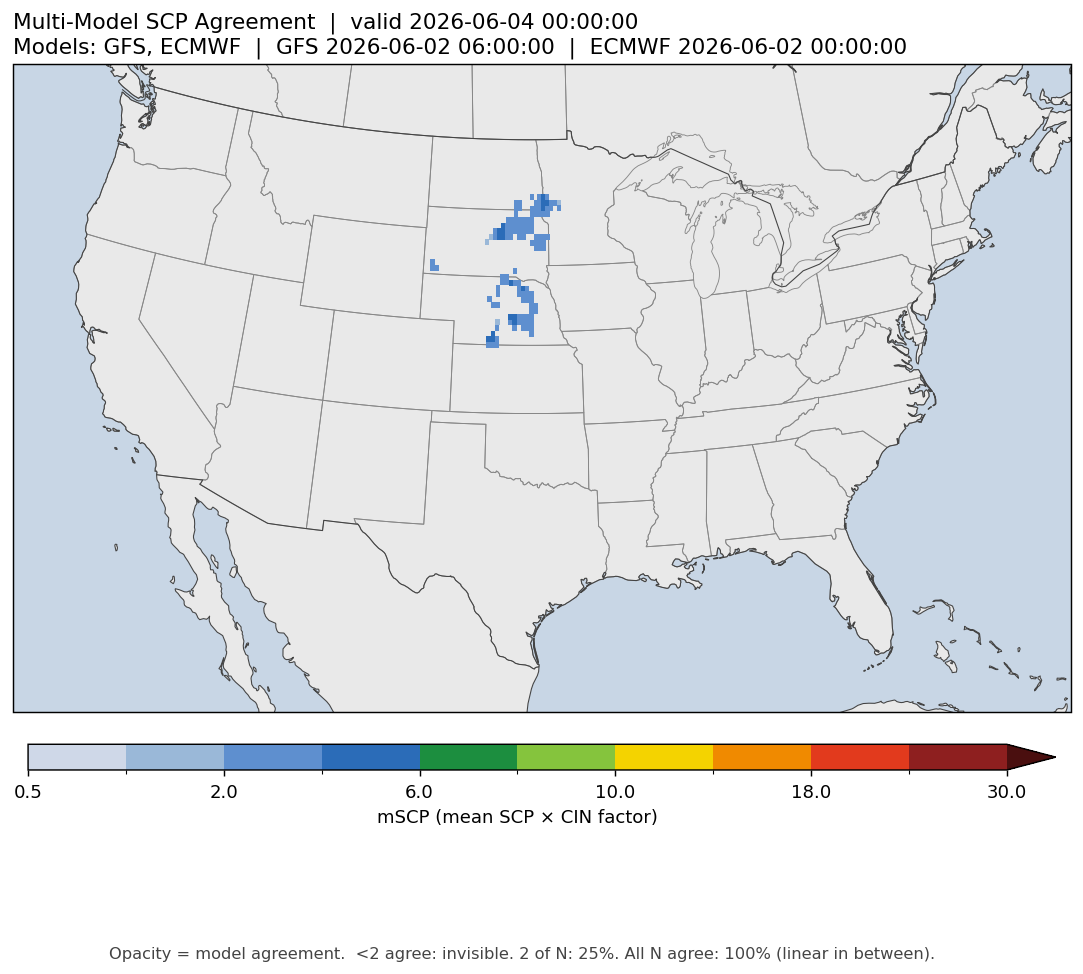 Multi-Model SCP Agreement  |  valid 2026-06-04 00:00:00
Models: GFS, ECMWF  |  GFS 2026-06-02 06:00:00  |  ECMWF 2026-06-02 00:00:00
0.5 2.0 6.0 10.0 18.0 30.0
mSCP (mean SCP × CIN factor)
Opacity = model agreement.  <2 agree: invisible. 2 of N: 25%. All N agree: 100% (linear in between).